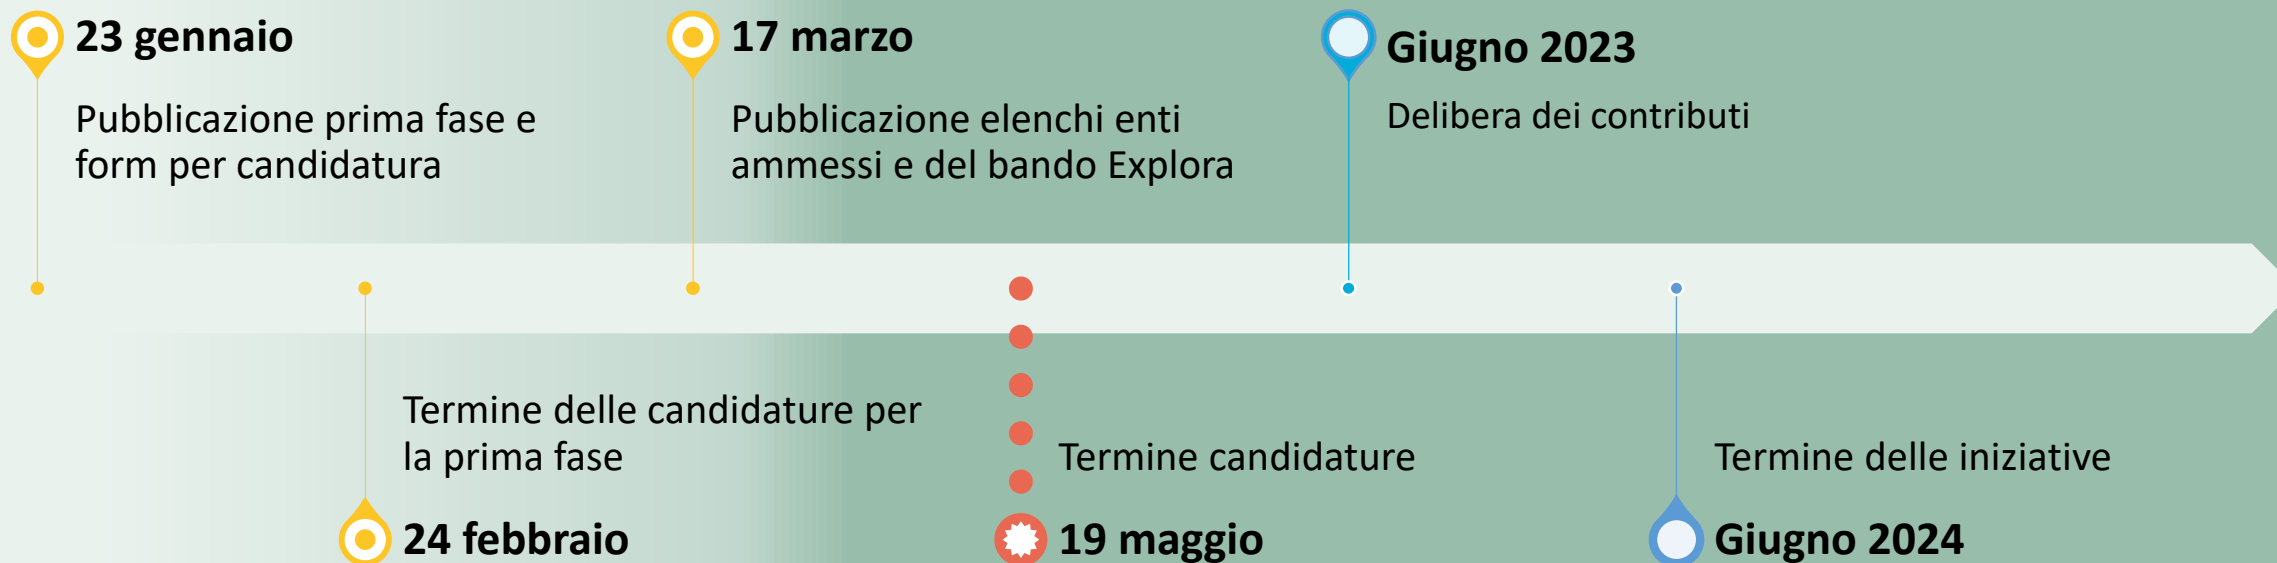 23 gennaio
Pubblicazione prima fase e
form per candidatura
Termine delle candidature per
la prima fase
24 febbraio
17 marzo
Pubblicazione elenchi enti
ammessi e del bando Explora
Termine candidature
19 maggio
Giugno 2023
Delibera dei contributi
Termine delle iniziative
Giugno 2024